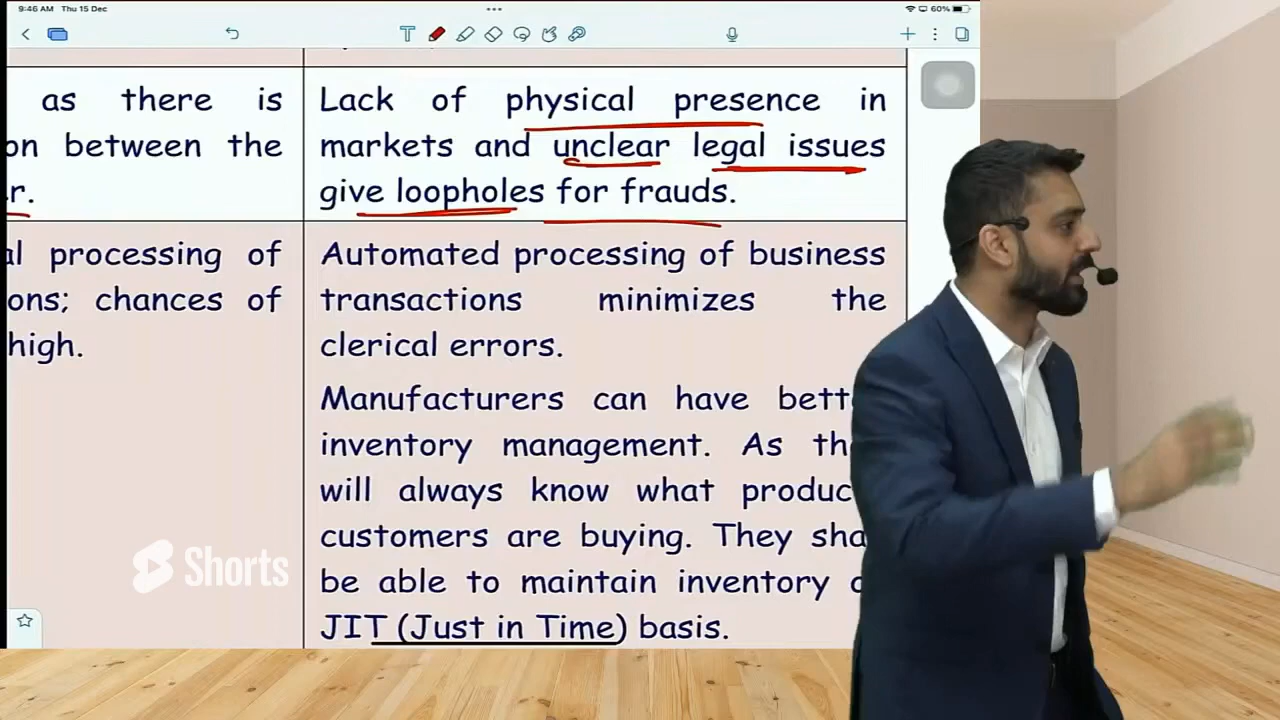 9:46 AM Thu 15 Dec
60%
T
as there is
on between the
r.
Lack of physical presence in
markets and unclear legal issues
give loopholes for frauds.
al processing of
ons; chances of
high.
Automated processing of business
transactions minimizes the
clerical errors.
Manufacturers can have bett
inventory management. As th
will always know what produc
customers are buying. They sha
be able to maintain inventory
JIT (Just in Time) basis.
Shorts